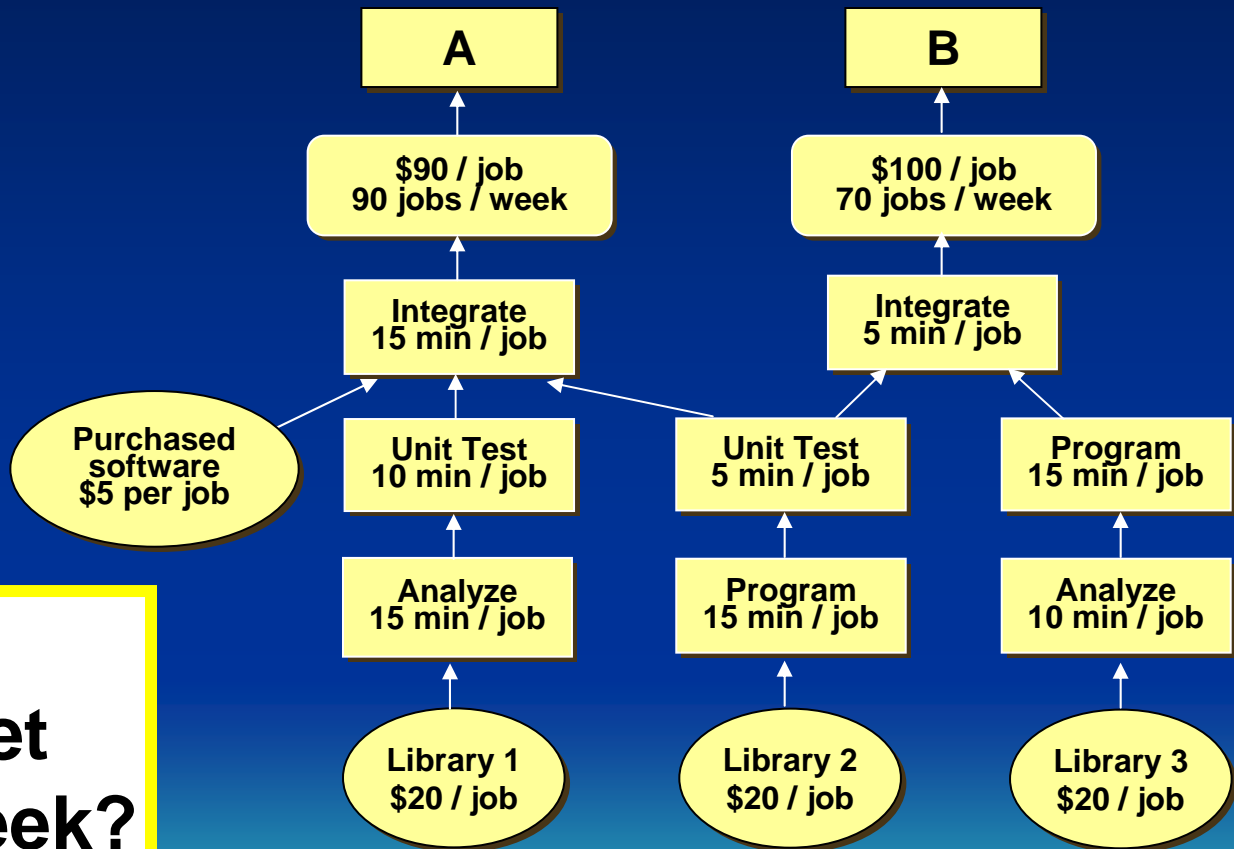 A
B
$90 / job
90 jobs / week
$100 / job
70 jobs / week
Integrate
15 min / job
Integrate
5 min / job
Purchased
software
$5 per job
Unit Test
10 min / job
Unit Test
5 min / job
Program
15 min / job
Analyze
15 min / job
Program
15 min / job
Analyze
10 min / job
et
eek?
Library 1
$20 / job
Library 2
$20 / job
Library 3
$20 / job